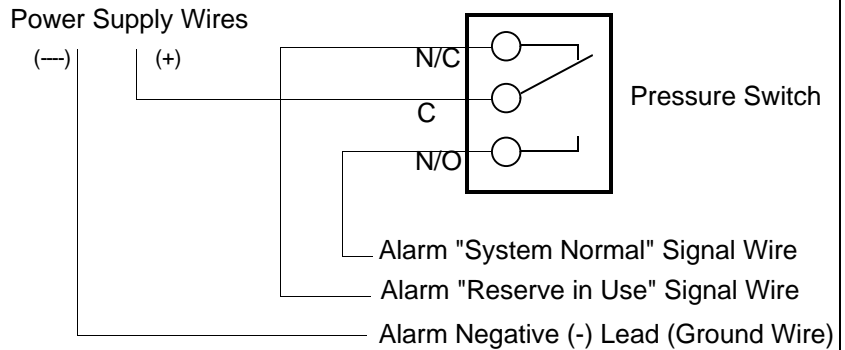 Power Supply Wires
(----)
(+)
N/C
C
N/O
Pressure Switch
Alarm "System Normal" Signal Wire
Alarm "Reserve in Use" Signal Wire
Alarm Negative (-) Lead (Ground Wire)